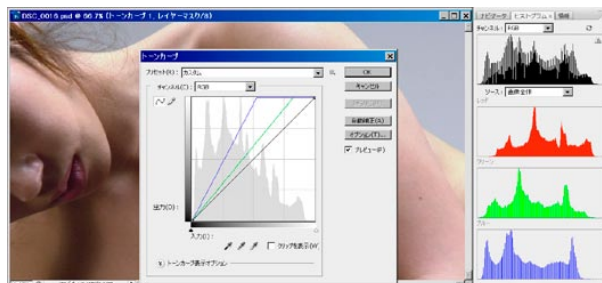 DSC_0016.psd @ 66.7% (トーンカーブ 1, レイヤーマスク/8)
トーンカーブ
プリセット(R): カスタム
OK
チャンネル(C): RGB
キャンセル
自動補正(A)
オプション(T)...
プレビュー(P)
出力(O):
入力(I):
クリップを表示(W)
トーンカーブ表示オプション
ナビゲータ ヒストグラム × 情報
チャンネル: RGB
ソース: 画像全体
レッド
グリーン
ブルー